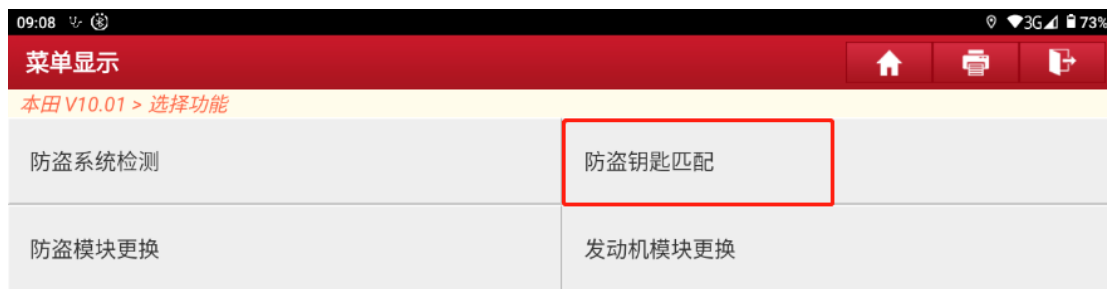 09:08 3G 73%
菜单显示
本田 V10.01 > 选择功能
防盗系统检测 防盗钥匙匹配
防盗模块更换 发动机模块更换